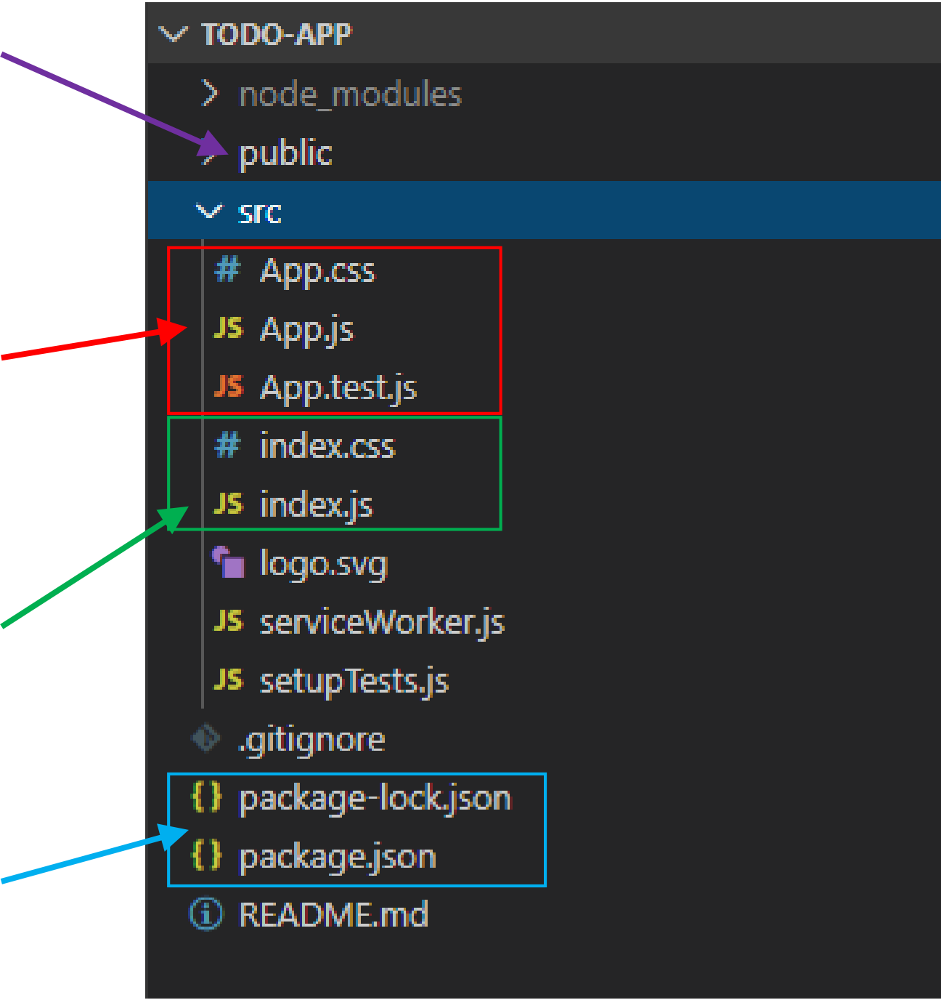 TODO-APP
node_modules
public
src
# App.css
JS App.js
JS App.test.js
# index.css
JS index.js
logo.svg
JS serviceWorker.js
JS setupTests.js
.gitignore
{} package-lock.json
{} package.json
README.md